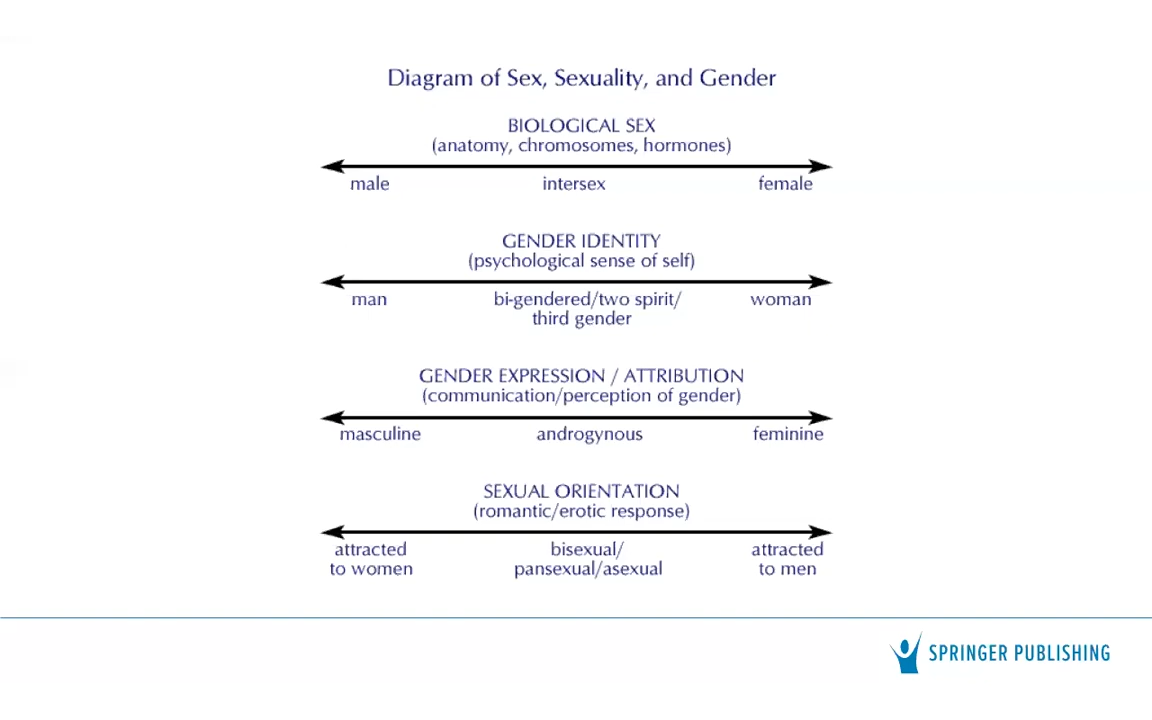 Diagram of Sex, Sexuality, and Gender
BIOLOGICAL SEX
(anatomy, chromosomes, hormones)
male intersex female
GENDER IDENTITY
(psychological sense of self)
man bi-gendered/two spirit/ woman
third gender
GENDER EXPRESSION / ATTRIBUTION
(communication/perception of gender)
masculine androgynous feminine
SEXUAL ORIENTATION
(romantic/erotic response)
attracted bisexual/ attracted
to women pansexual/asexual to men
SPRINGER PUBLISHING